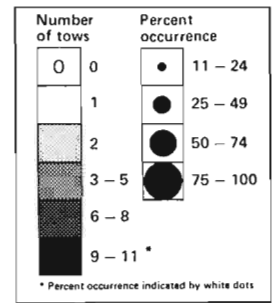 Number of tows
Percent occurrence
0 0
1
2
3 – 5
6 – 8
9 – 11 *
11 – 24
25 – 49
50 – 74
75 – 100
* Percent occurrence indicated by white dots